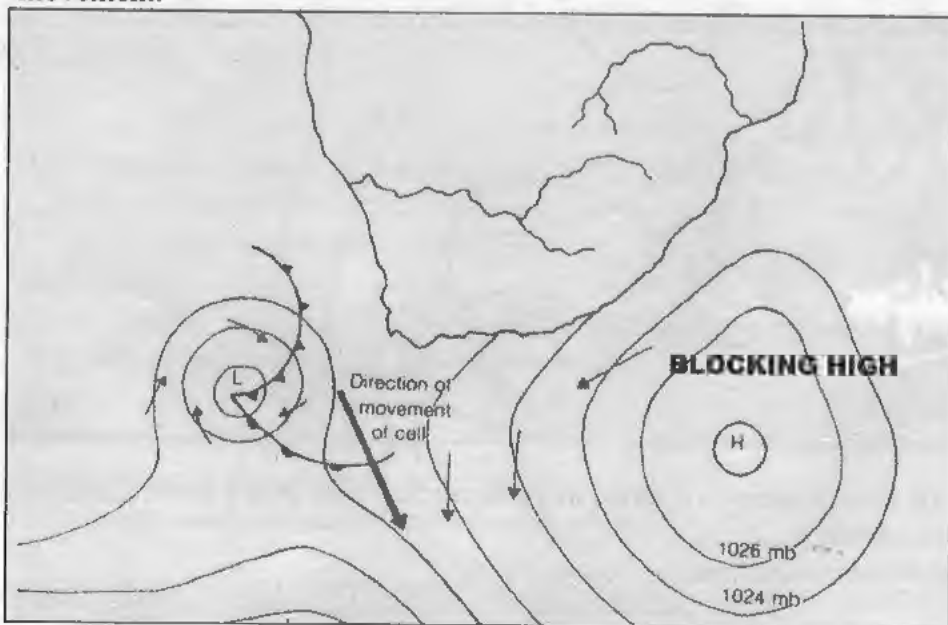 L
Direction of
movement
of cell
BLOCKING HIGH
H
1026 mb
1024 mb